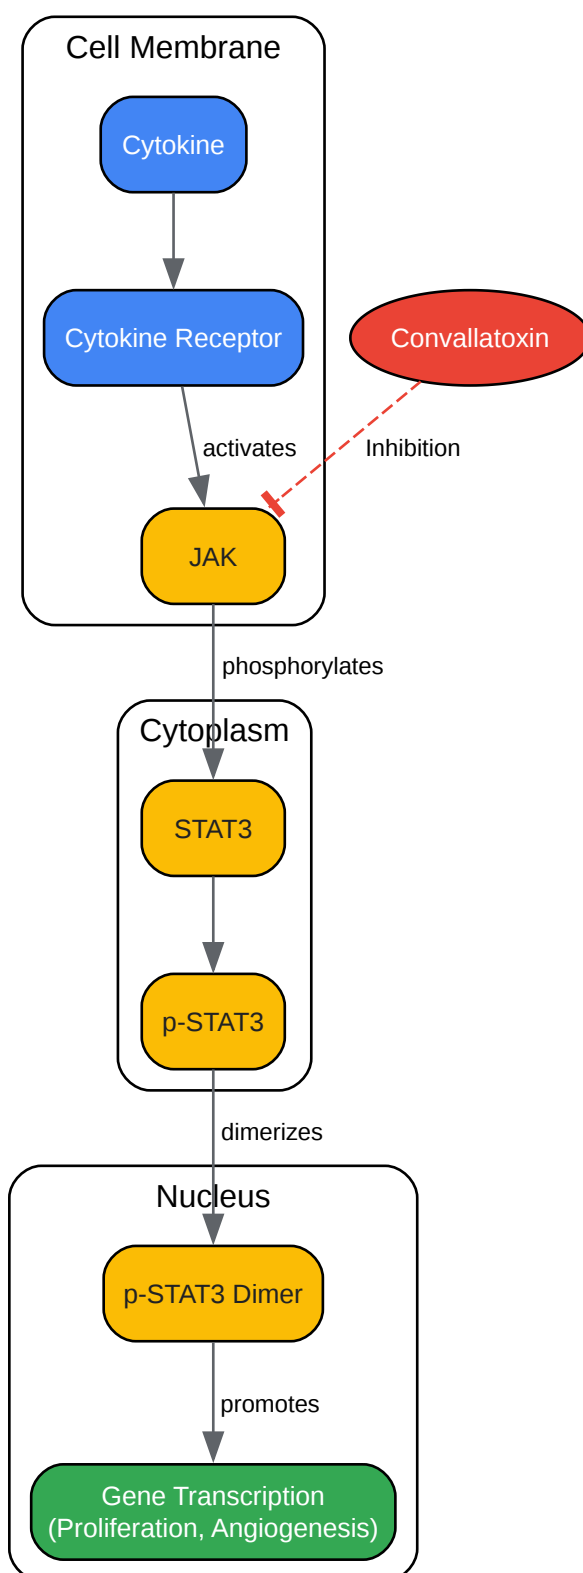 Cell Membrane
Cytokine
Cytokine Receptor
Convallatoxin
activates
Inhibition
JAK
phosphorylates
Cytoplasm
STAT3
p-STAT3
dimerizes
Nucleus
p-STAT3 Dimer
promotes
Gene Transcription
(Proliferation, Angiogenesis)